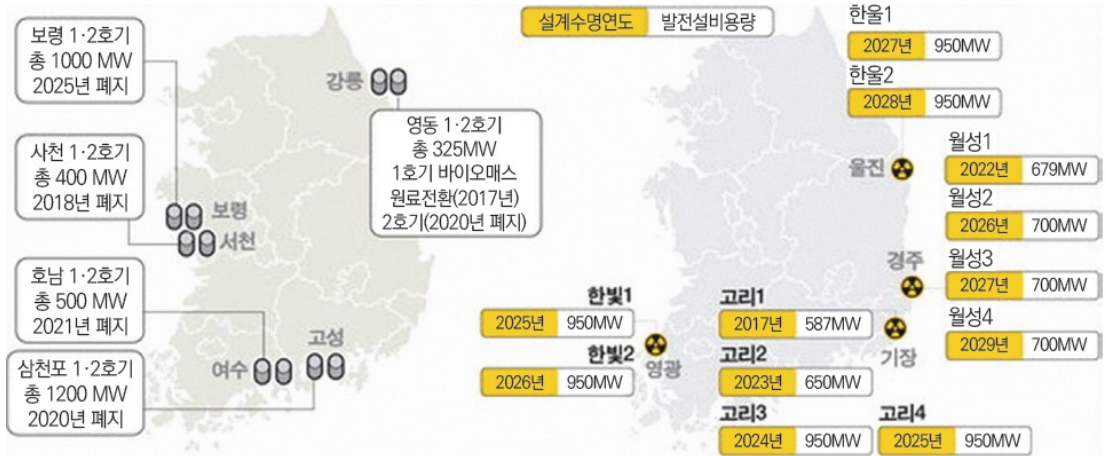 보령 1·2호기
총 1000 MW
2025년 폐지
사천 1·2호기
총 400 MW
2018년 폐지
호남 1·2호기
총 500 MW
2021년 폐지
삼천포 1·2호기
총 1200 MW
2020년 폐지
강릉
영동 1·2호기
총 325MW
1호기 바이오매스
원료전환(2017년)
2호기(2020년 폐지)
보령
서천
여수
고성
설계수명연도 발전설비용량
한울1
2027년 950MW
한울2
2028년 950MW
울진
월성1
2022년 679MW
월성2
2026년 700MW
경주
월성3
2027년 700MW
월성4
2029년 700MW
한빛1
2025년 950MW
한빛2
2026년 950MW
영광
고리1
2017년 587MW
기장
고리2
2023년 650MW
고리3
2024년 950MW
고리4
2025년 950MW